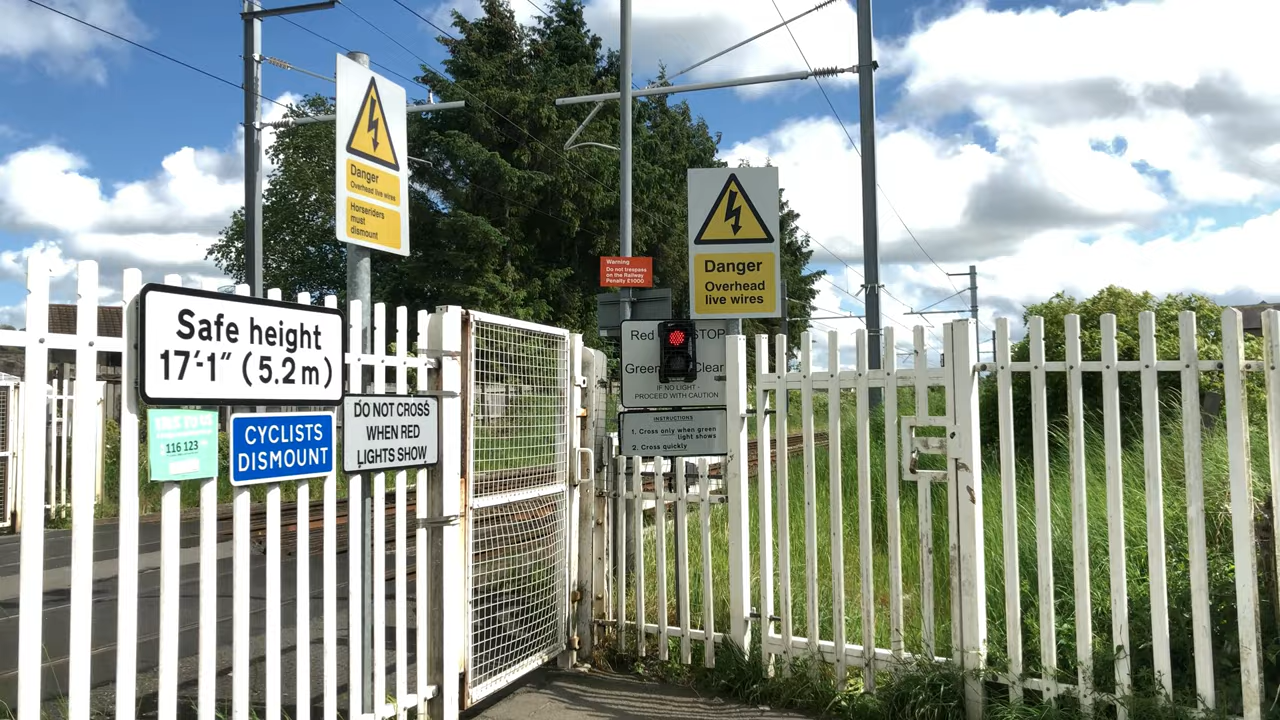 Danger
Overhead live wires
Horseriders
must
dismount
Safe height
17'-1" (5.2m)
116 123
CYCLISTS
DISMOUNT
DO NOT CROSS
WHEN RED
LIGHTS SHOW
Warning
Do not trespass
on the Railway
Penalty £1000
Danger
Overhead
live wires
Red STOP
Green Clear
IF NO LIGHT -
PROCEED WITH CAUTION
INSTRUCTIONS
1. Cross only when green
light shows
2. Cross quickly